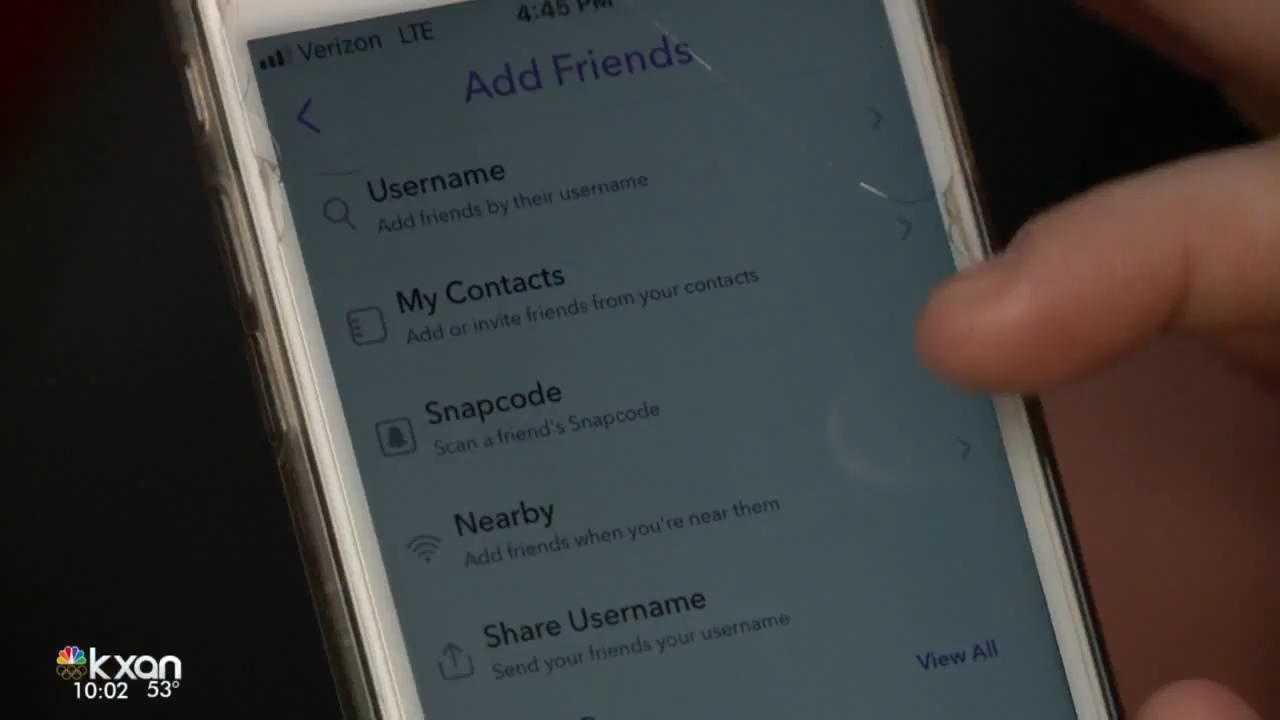 Verizon LTE
4:45 PM
Add Friends
Username
Add friends by their username
My Contacts
Add or invite friends from your contacts
Snapcode
Scan a friend's Snapcode
Nearby
Add friends when you're near them
Share Username
Send your friends your username
View All
kxan
10:02 53°